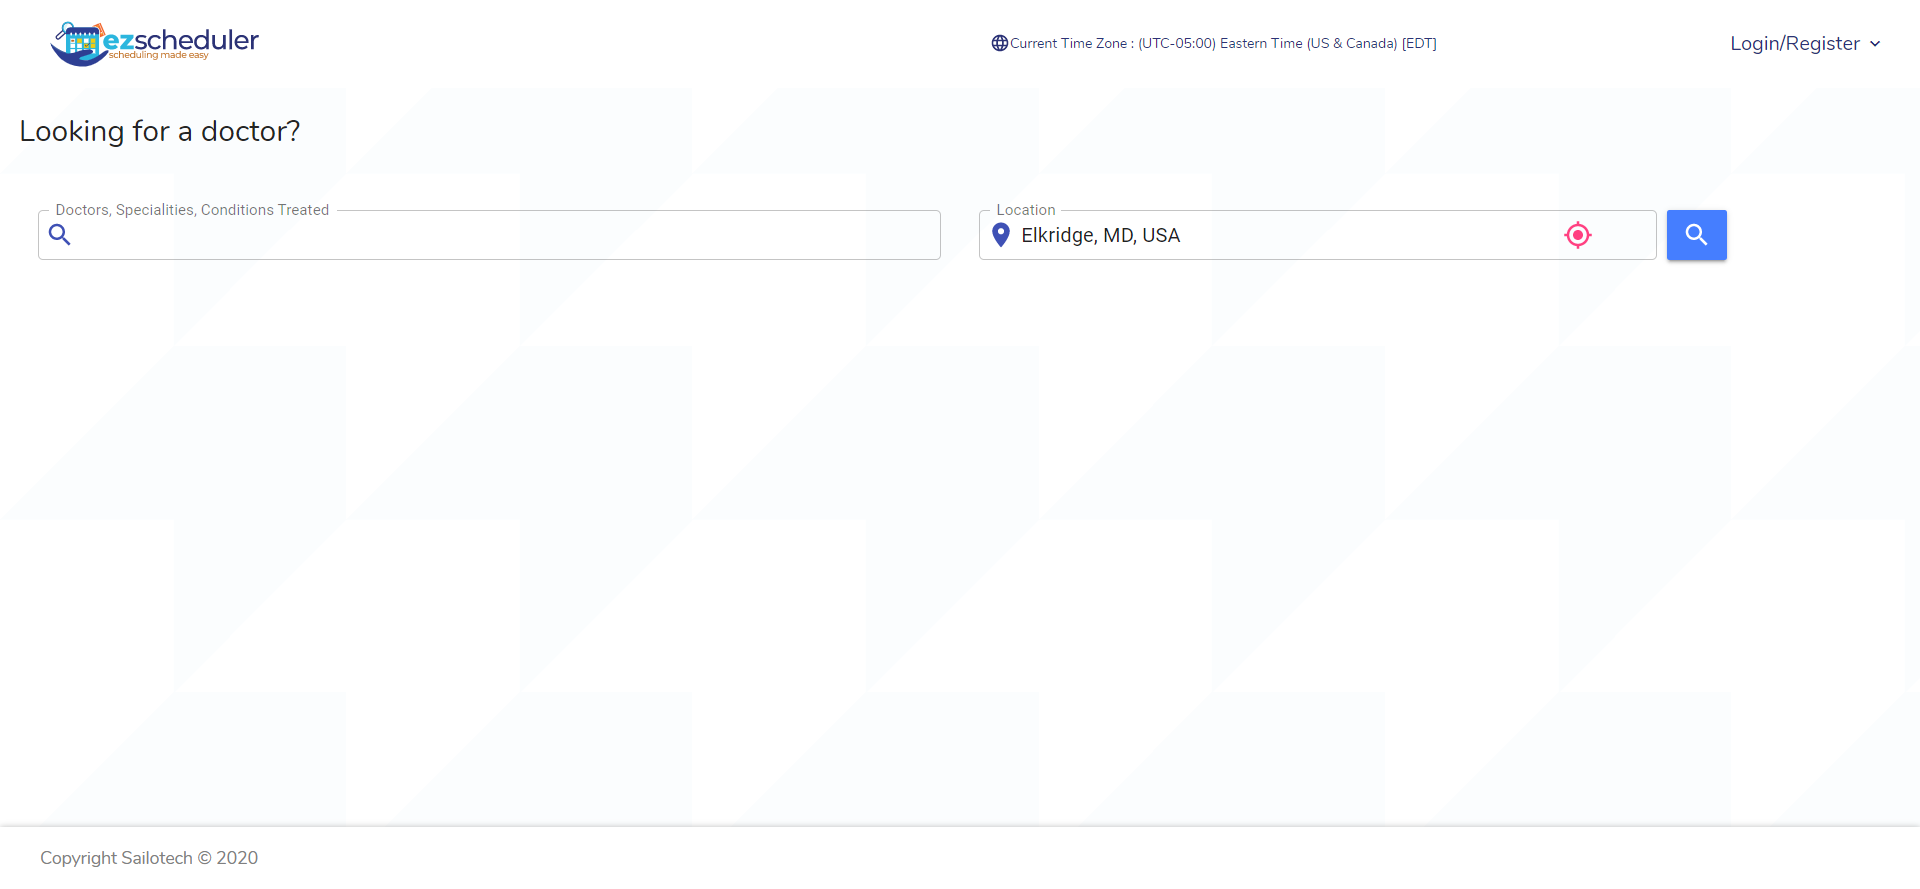 ezscheduler
scheduling made easy
Current Time Zone : (UTC-05:00) Eastern Time (US & Canada) [EDT]
Login/Register
Looking for a doctor?
Doctors, Specialities, Conditions Treated
Location
Elkridge, MD, USA
Copyright Sailotech © 2020